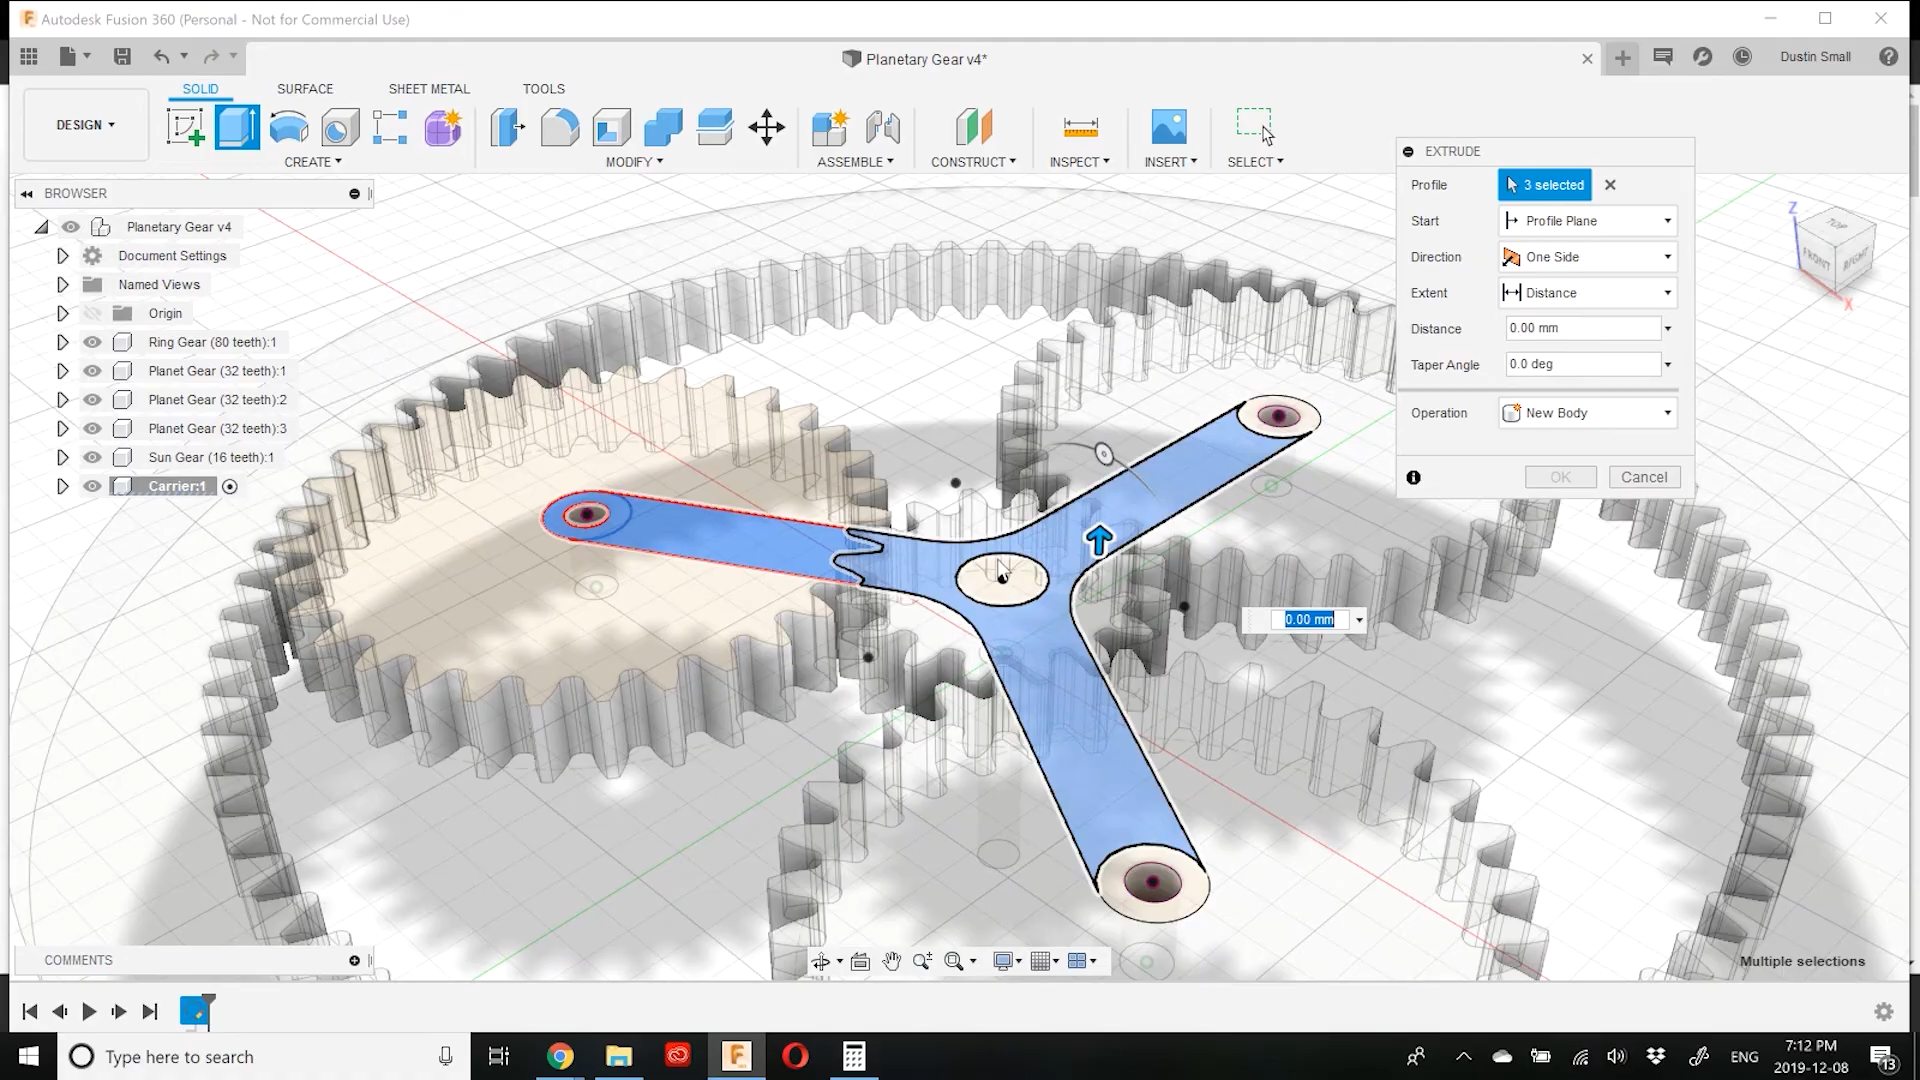 Autodesk Fusion 360 (Personal - Not for Commercial Use)
Planetary Gear v4*
Dustin Small
SOLID
SURFACE
SHEET METAL
TOOLS
DESIGN
CREATE
MODIFY
ASSEMBLE
CONSTRUCT
INSPECT
INSERT
SELECT
BROWSER
Planetary Gear v4
Document Settings
Named Views
Origin
Ring Gear (80 teeth):1
Planet Gear (32 teeth):1
Planet Gear (32 teeth):2
Planet Gear (32 teeth):3
Sun Gear (16 teeth):1
Carrier:1
EXTRUDE
Profile 3 selected
Start Profile Plane
Direction One Side
Extent Distance
Distance 0.00 mm
Taper Angle 0.0 deg
Operation New Body
OK Cancel
Z
TOP
FRONT
RIGHT
X
0.00 mm
COMMENTS
Multiple selections
Type here to search
ENG
7:12 PM
2019-12-08
13